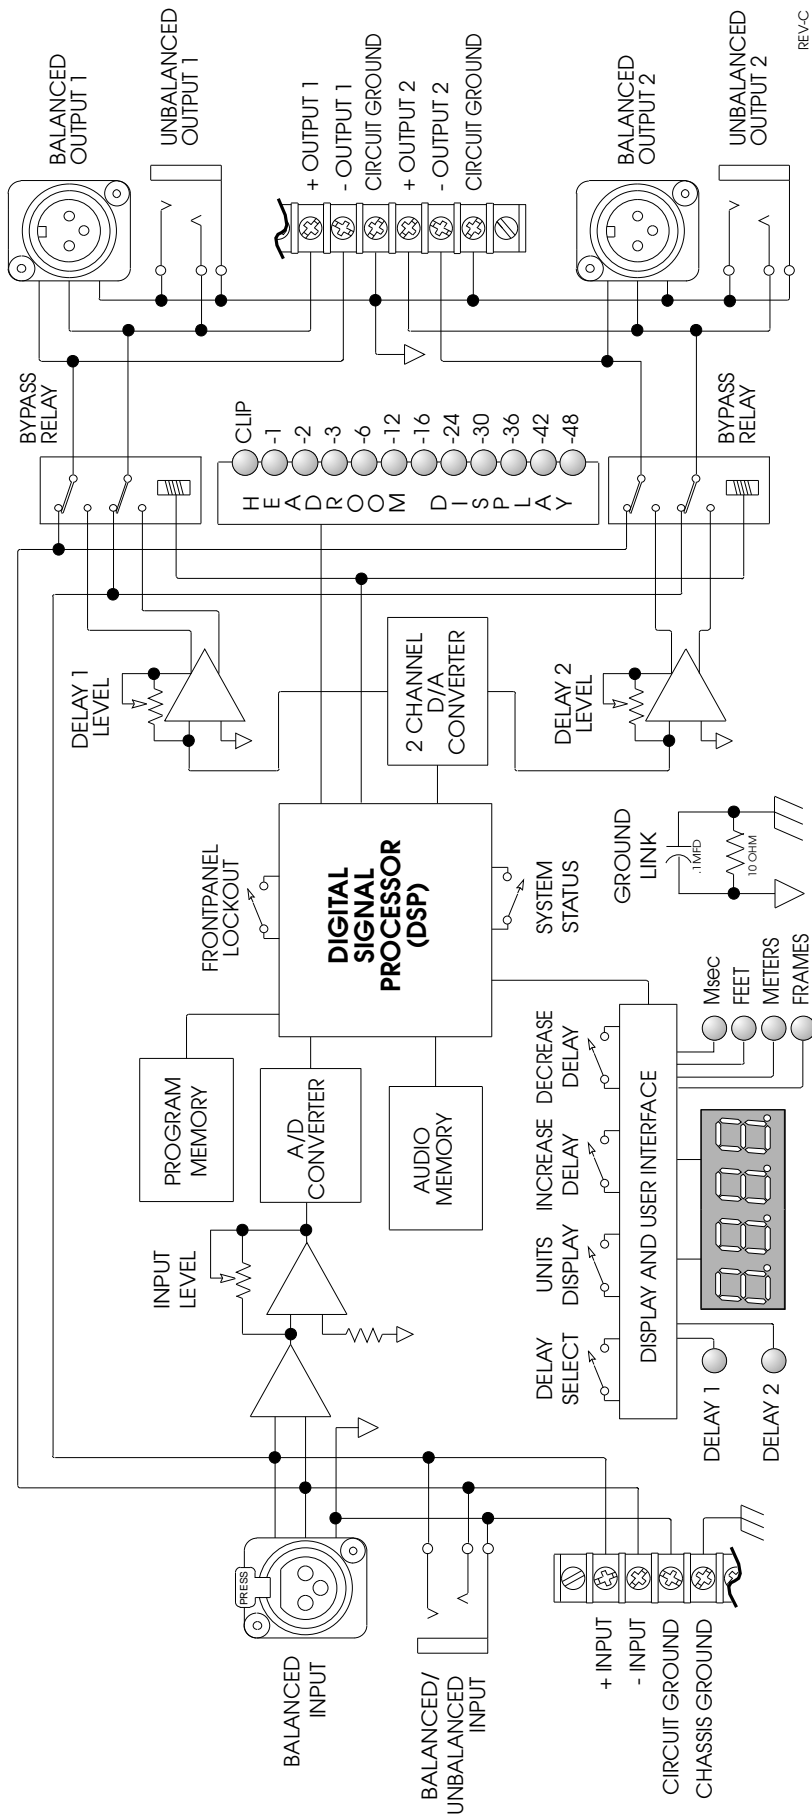 BALANCED
INPUT
PRESS
BALANCED/
UNBALANCED
INPUT
+ INPUT
- INPUT
CIRCUIT GROUND
CHASSIS GROUND
INPUT
LEVEL
PROGRAM
MEMORY
A/D
CONVERTER
AUDIO
MEMORY
FRONTPANEL
LOCKOUT
DIGITAL
SIGNAL
PROCESSOR
(DSP)
SYSTEM
STATUS
DELAY
SELECT
UNITS
DISPLAY
INCREASE
DELAY
DECREASE
DELAY
DISPLAY AND USER INTERFACE
DELAY 1
DELAY 2
Msec
FEET
METERS
FRAMES
GROUND
LINK
.1MFD
10 OHM
DELAY 1
LEVEL
2 CHANNEL
D/A
CONVERTER
DELAY 2
LEVEL
BYPASS
RELAY
HEADROOM DISPLAY
CLIP
-1
-2
-3
-6
-12
-16
-24
-30
-36
-42
-48
BYPASS
RELAY
BALANCED
OUTPUT 1
UNBALANCED
OUTPUT 1
+ OUTPUT 1
- OUTPUT 1
CIRCUIT GROUND
+ OUTPUT 2
- OUTPUT 2
CIRCUIT GROUND
BALANCED
OUTPUT 2
UNBALANCED
OUTPUT 2
REV-C